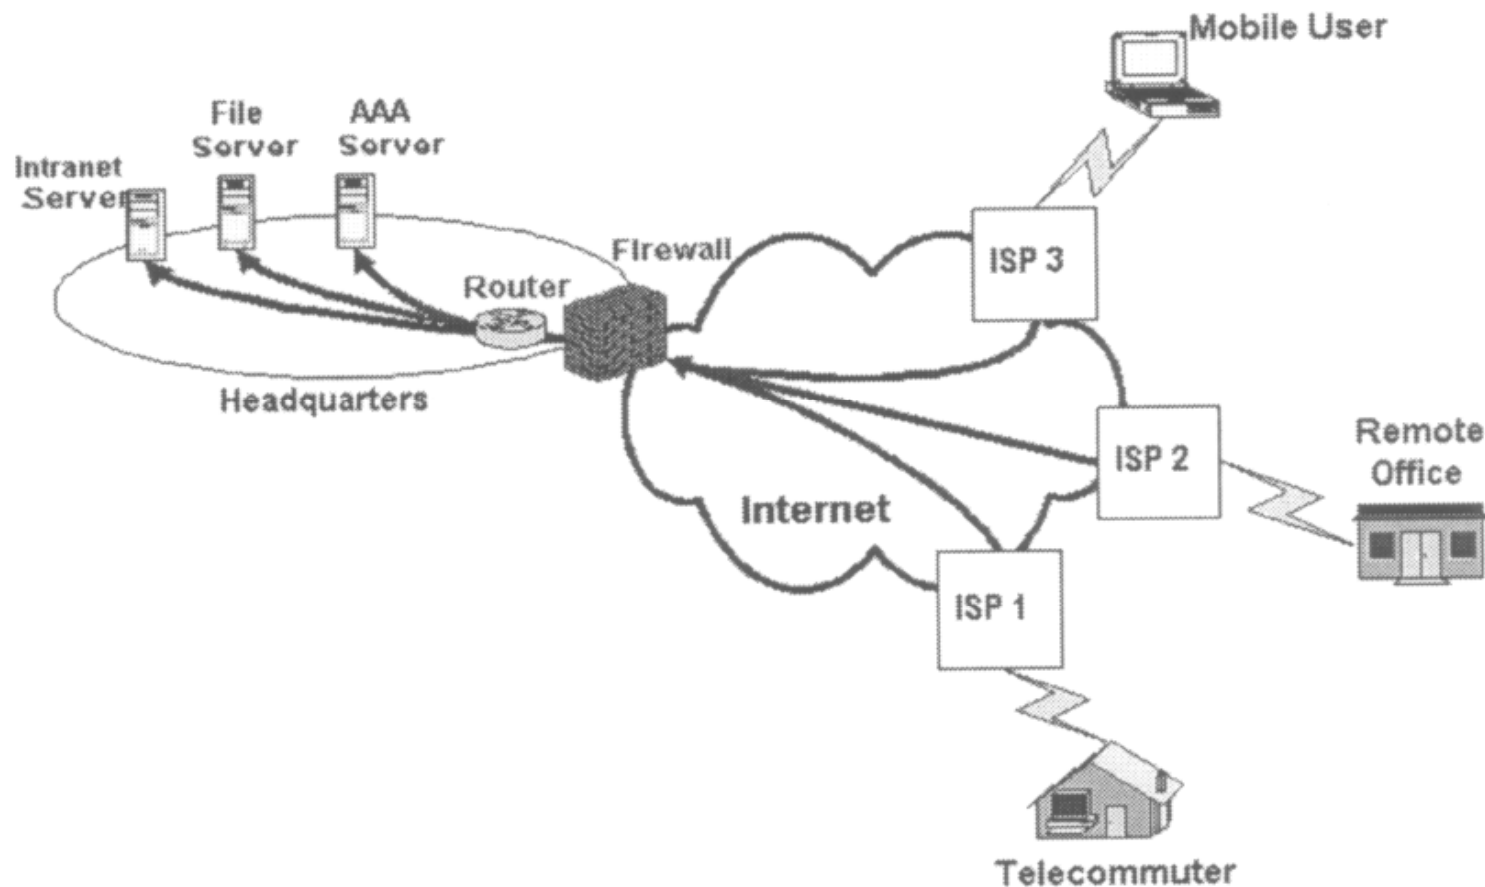 Mobile User
File
Server
AAA
Server
Intranet
Server
Firewall
Router
ISP 3
Headquarters
ISP 2
Remote
Office
Internet
ISP 1
Telecommuter